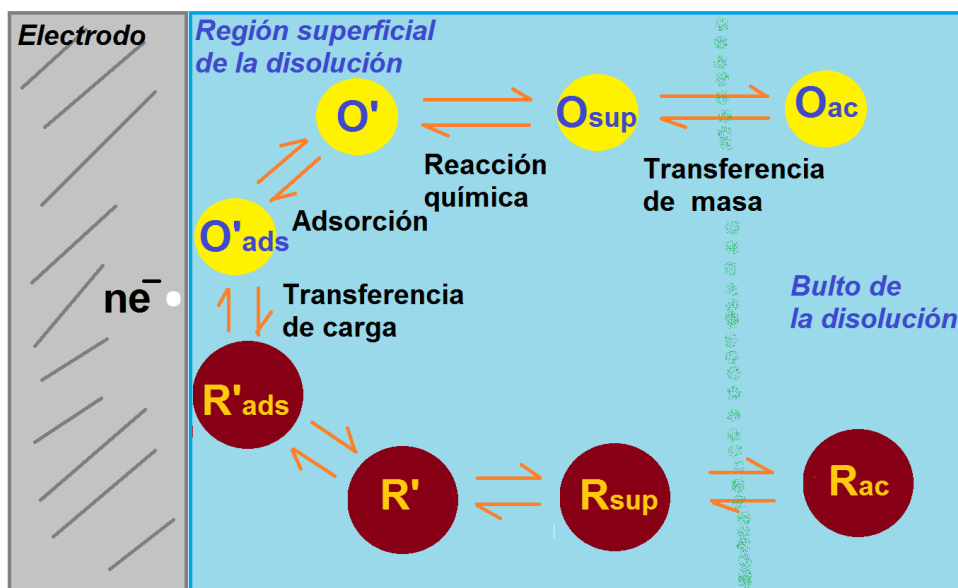 Electrodo
Región superficial
de la disolución
O'
Osup
Oac
Reacción
química
Transferencia
de masa
Adsorción
O'ads
ne−
Transferencia
de carga
Bulto de
la disolución
R'ads
R'
Rsup
Rac